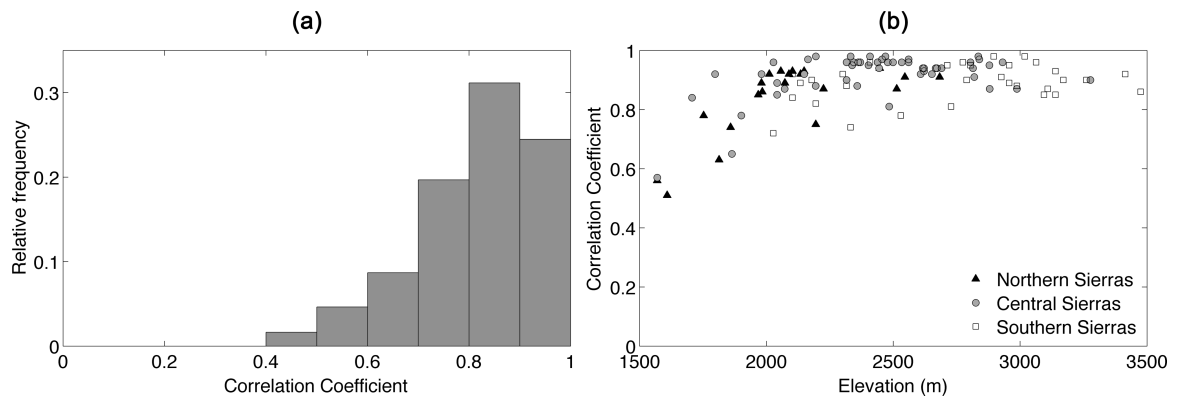 (a)
Relative frequency
0.3
0.2
0.1
0
0
0.2
0.4
0.6
0.8
1
Correlation Coefficient
(b)
Correlation Coefficient
1
0.8
0.6
0.4
0.2
0
1500
2000
2500
3000
3500
Elevation (m)
Northern Sierras
Central Sierras
Southern Sierras